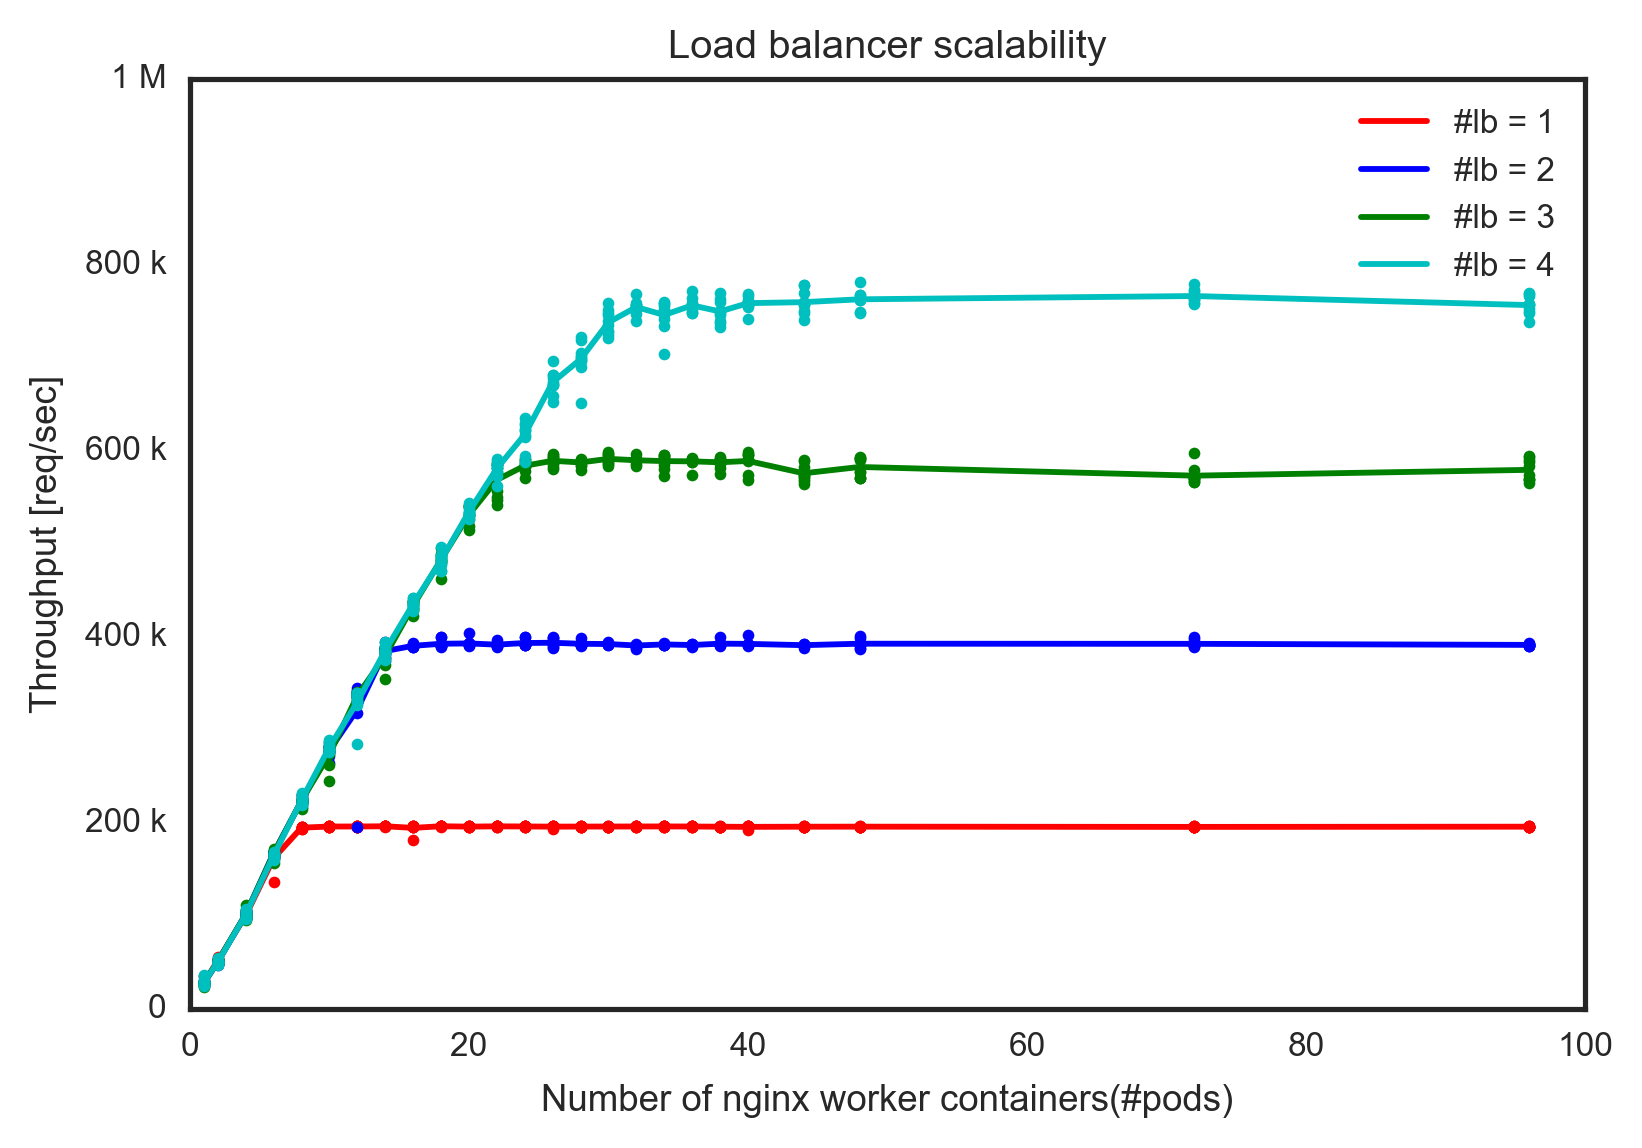 Load balancer scalability
1 M
800 k
600 k
400 k
200 k
0
Throughput [req/sec]
#lb = 1
#lb = 2
#lb = 3
#lb = 4
0 20 40 60 80 100
Number of nginx worker containers(#pods)